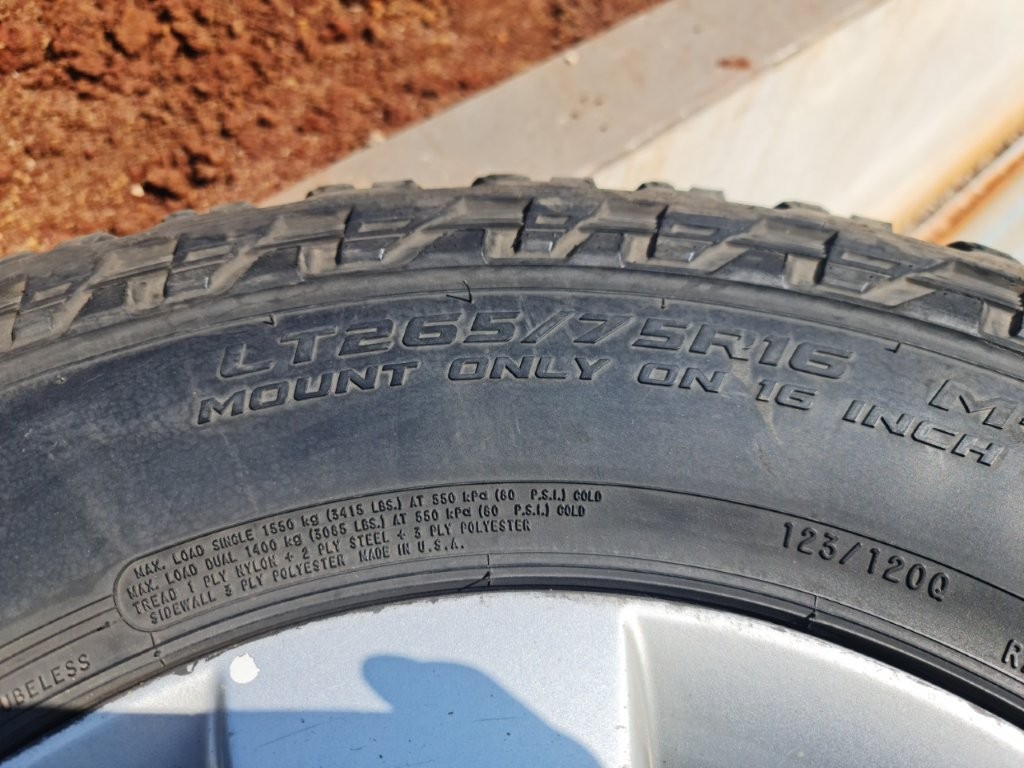 LT265/75R16
MOUNT ONLY ON 16 INCH
MAX. LOAD SINGLE 1550 kg (3415 LBS.) AT 550 kPa (80 P.S.I.) COLD
MAX. LOAD DUAL 1400 kg (3085 LBS.) AT 550 kPa (80 P.S.I.) COLD
TREAD 1 PLY NYLON + 2 PLY STEEL + 3 PLY POLYESTER
SIDEWALL 3 PLY POLYESTER MADE IN U.S.A.
123/120Q
UBELESS